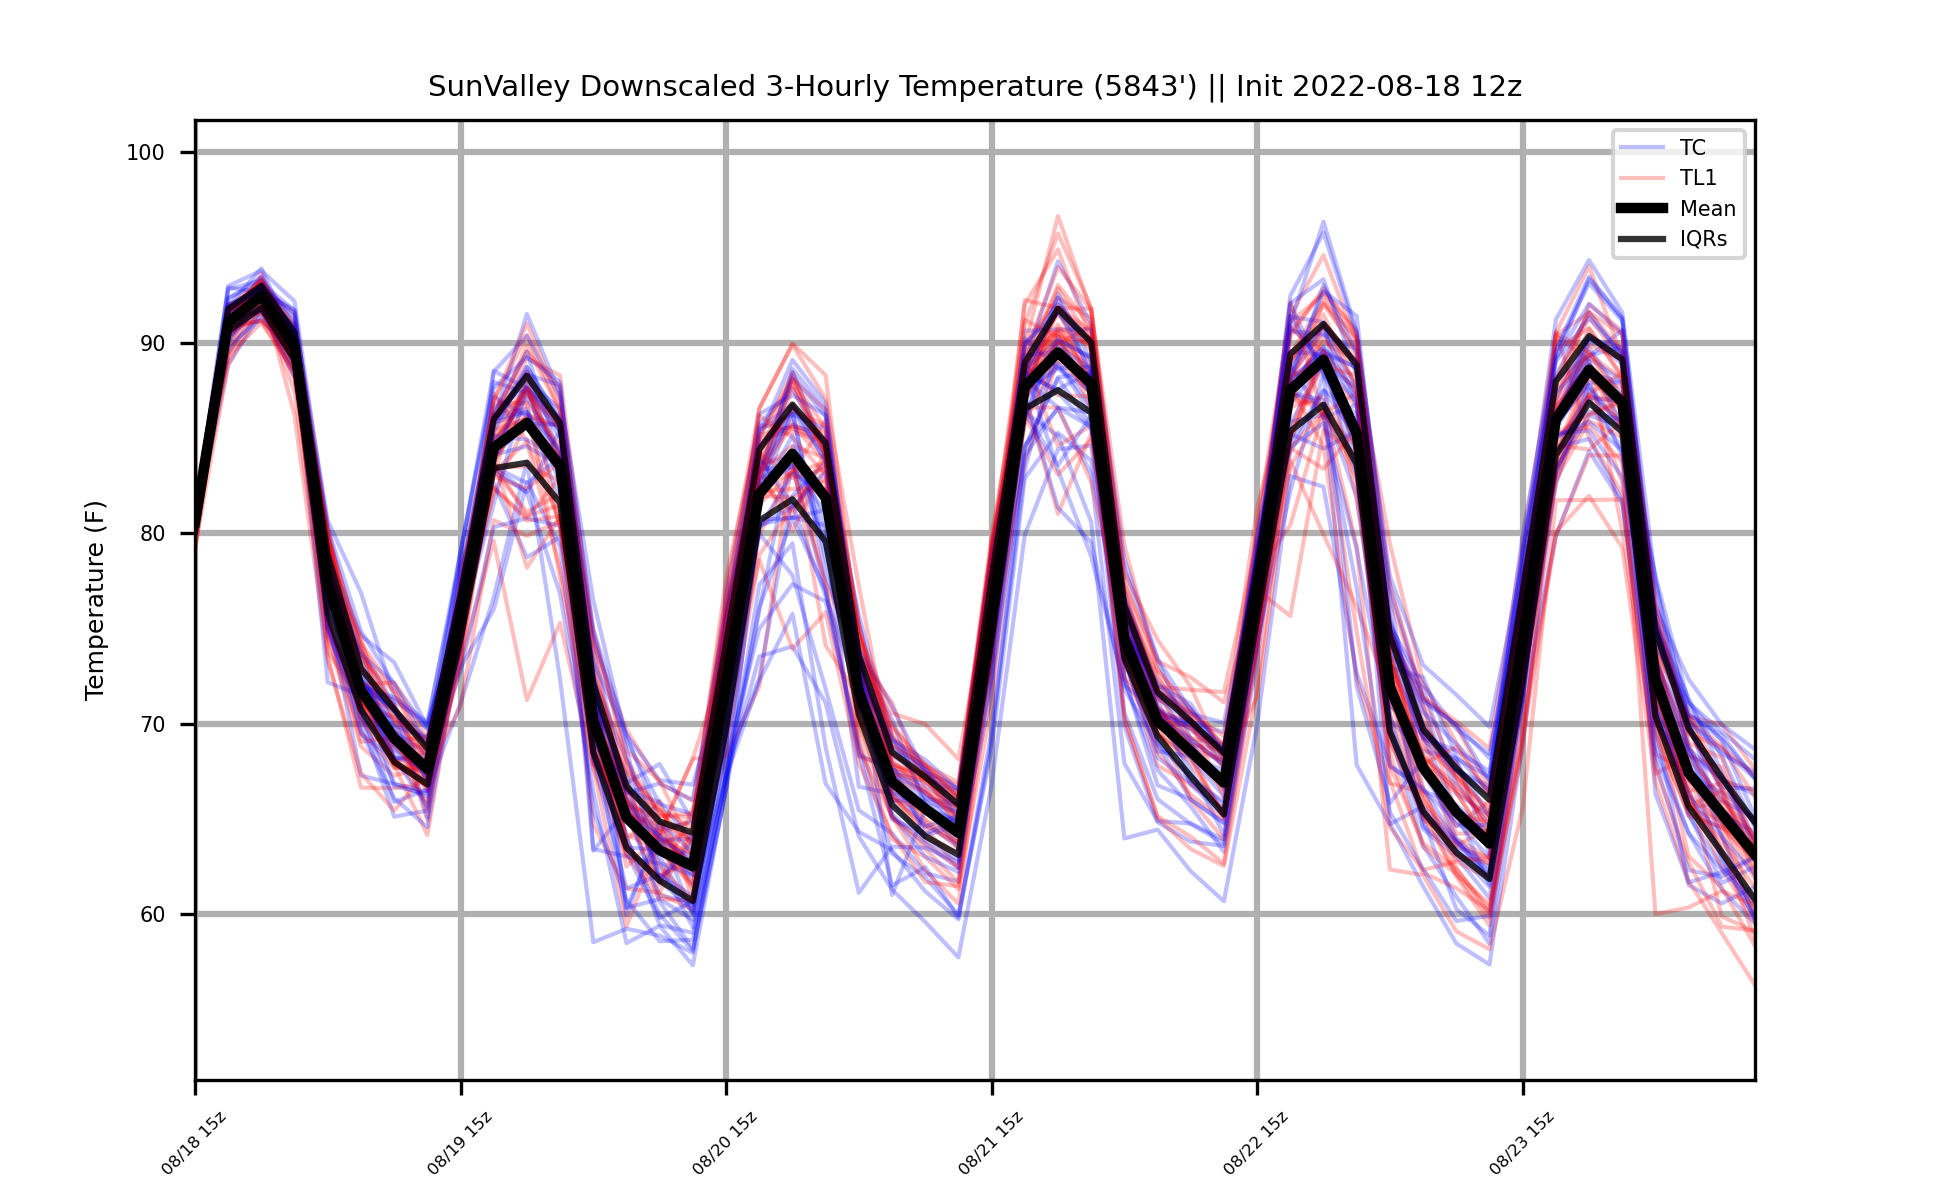 SunValley Downscaled 3-Hourly Temperature (5843') || Init 2022-08-18 12z
TC
TL1
Mean
IQRs
Temperature (F)
100
90
80
70
60
08/18 15z
08/19 15z
08/20 15z
08/21 15z
08/22 15z
08/23 15z